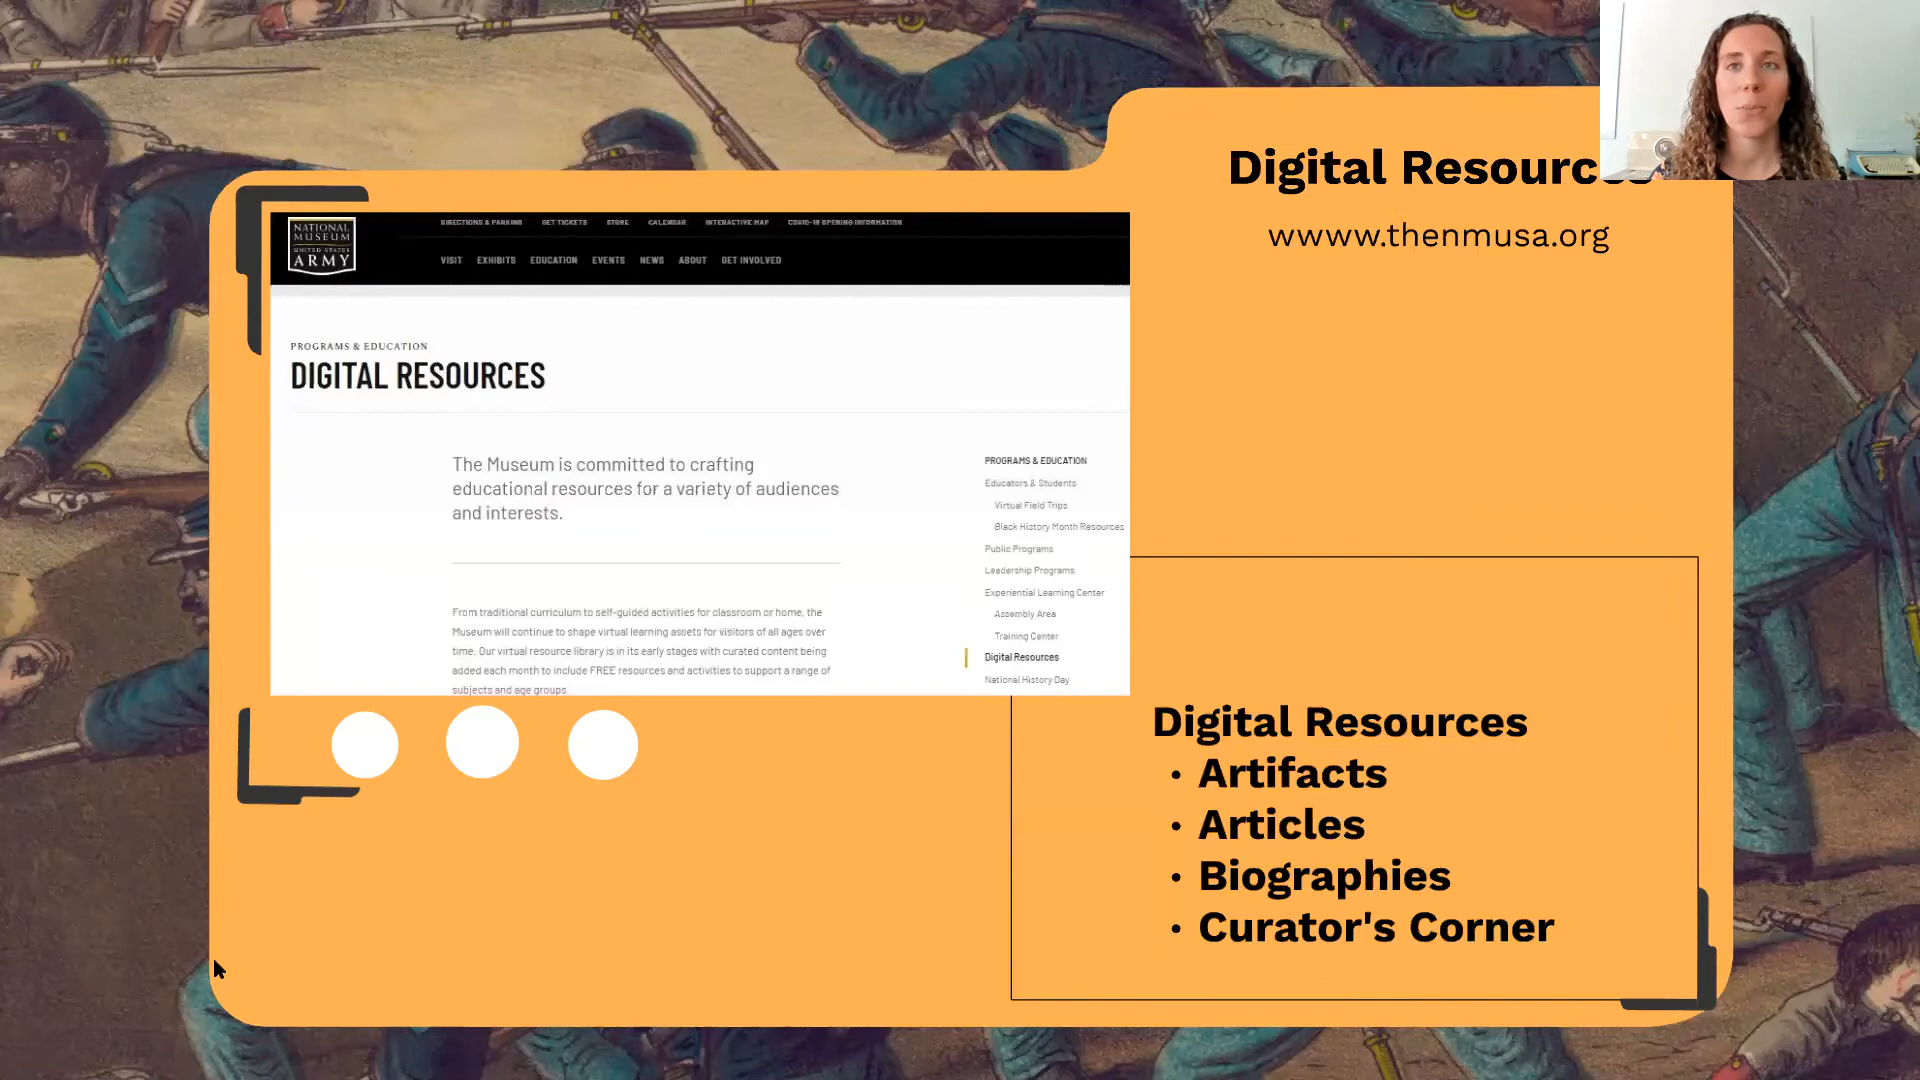 Digital Resources
wwww.thenmusa.org
NATIONAL
MUSEUM
UNITED STATES
ARMY
DIRECTIONS & PARKING GET TICKETS STORE CALENDAR INTERACTIVE MAP COVID-19 OPENING INFORMATION
VISIT EXHIBITS EDUCATION EVENTS NEWS ABOUT GET INVOLVED
PROGRAMS & EDUCATION
DIGITAL RESOURCES
The Museum is committed to crafting
educational resources for a variety of audiences
and interests.
From traditional curriculum to self-guided activities for classroom or home, the
Museum will continue to shape virtual learning assets for visitors of all ages over
time. Our virtual resource library is in its early stages with curated content being
added each month to include FREE resources and activities to support a range of
subjects and age groups
PROGRAMS & EDUCATION
Educators & Students
Virtual Field Trips
Black History Month Resources
Public Programs
Leadership Programs
Experiential Learning Center
Assembly Area
Training Center
Digital Resources
National History Day
Digital Resources
• Artifacts
• Articles
• Biographies
• Curator's Corner